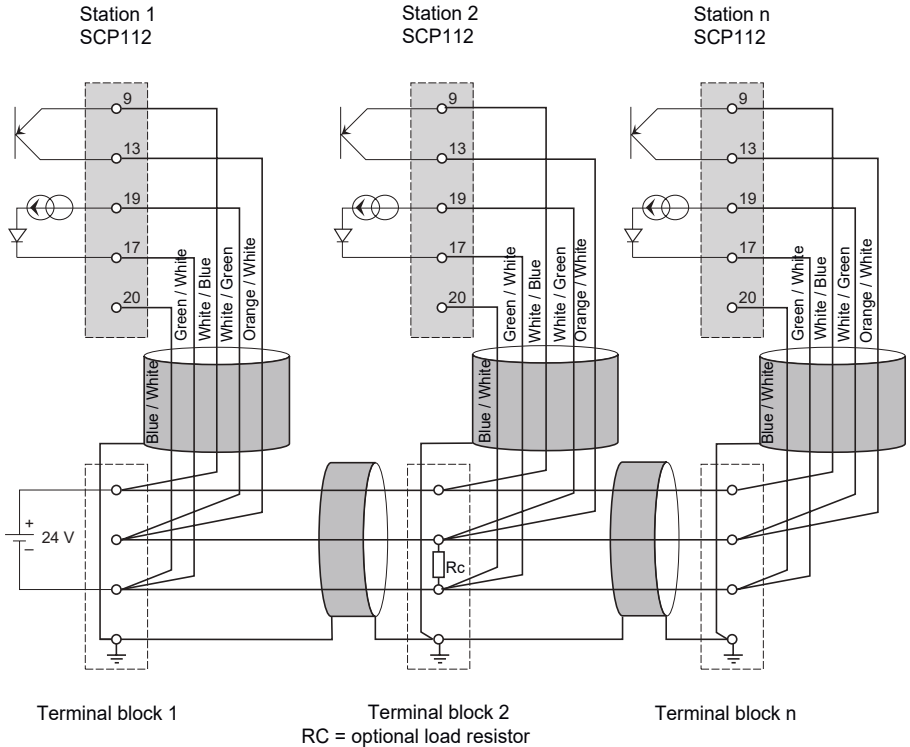 Station 1
SCP112
Station 2
SCP112
Station n
SCP112
9
13
19
17
20
9
13
19
17
20
9
13
19
17
20
Green / White
White / Blue
White / Green
Orange / White
Green / White
White / Blue
White / Green
Orange / White
Green / White
White / Blue
White / Green
Orange / White
Blue / White
Blue / White
Blue / White
+
24 V
–
Rc
Terminal block 1
Terminal block 2
Terminal block n
RC = optional load resistor